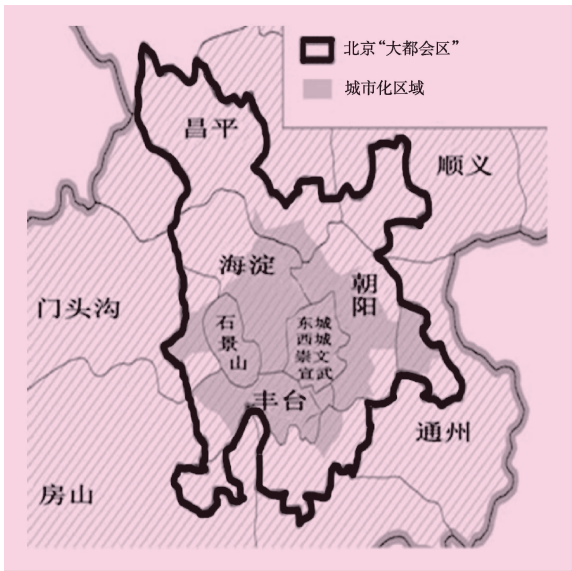 北京“大都会区”
城市化区域
昌平
顺义
海淀
朝阳
门头沟
石景山
东城
西城
崇文
宣武
丰台
通州
房山